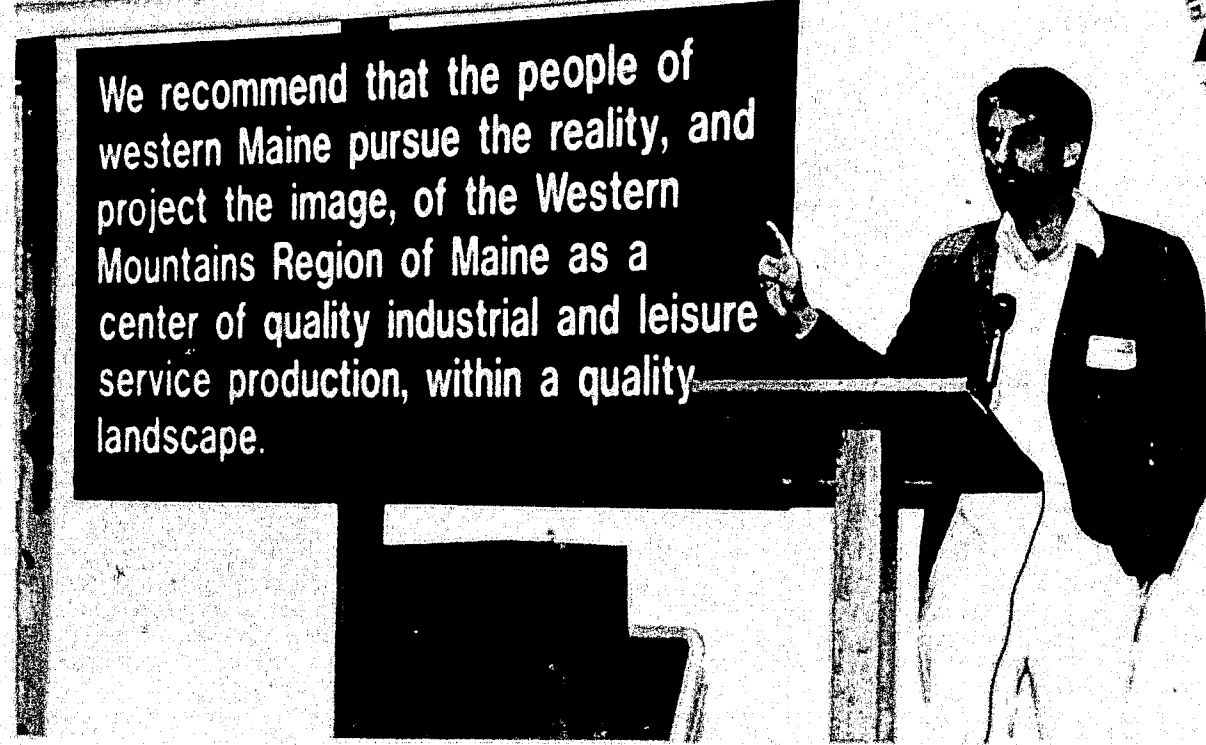 We recommend that the people of
western Maine pursue the reality, and
project the image, of the Western
Mountains Region of Maine as a
center of quality industrial and leisure
service production, within a quality
landscape.